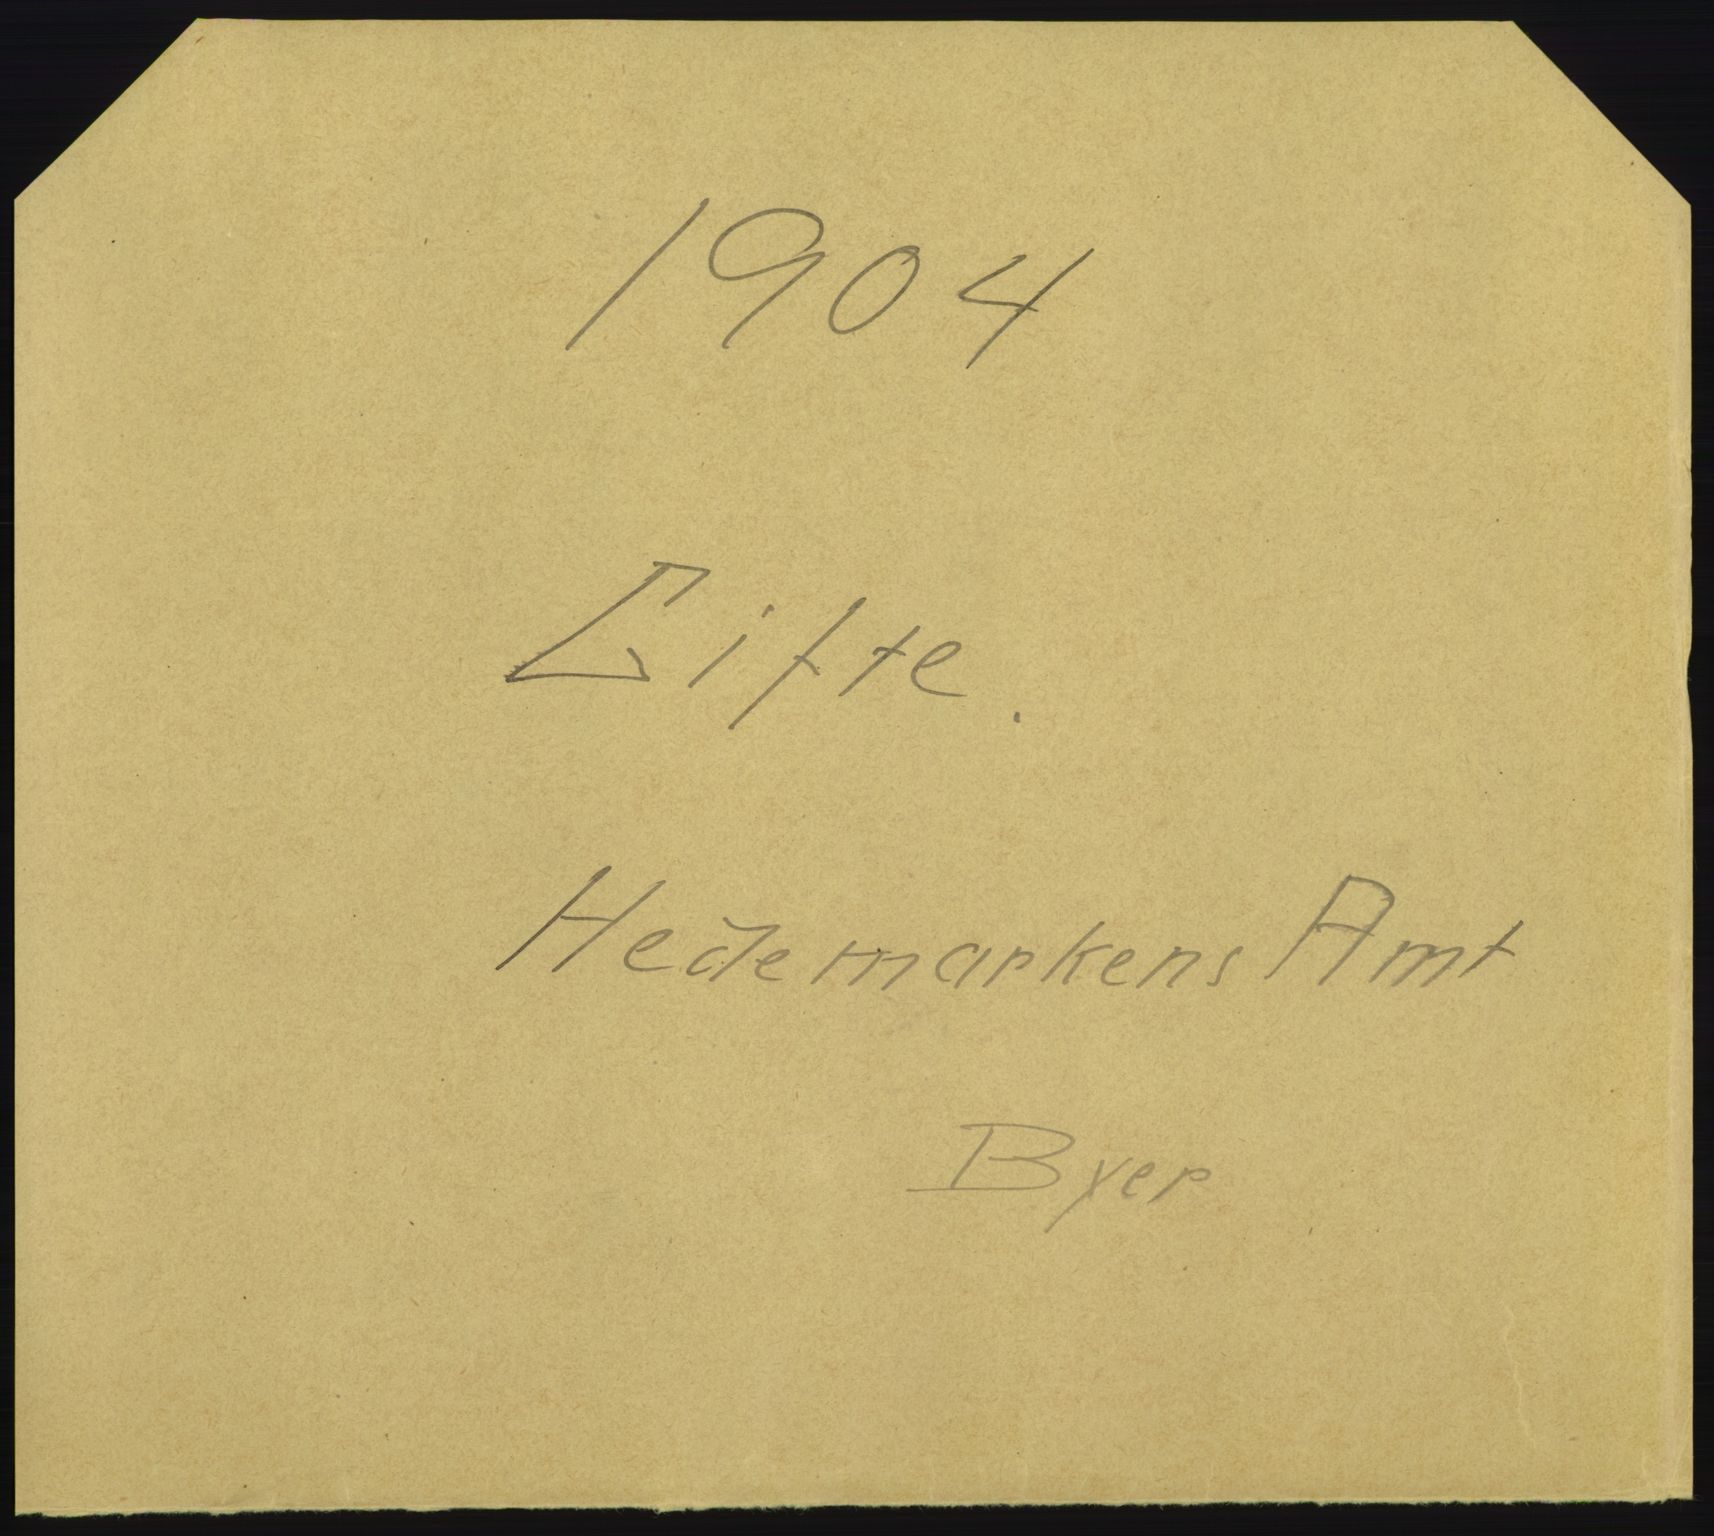 1904
Gifte.
Hedemarkens Amt
Byer